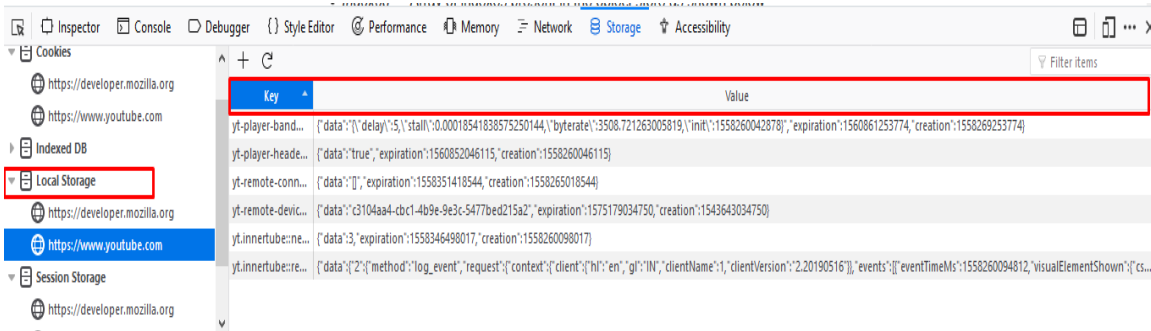 Inspector Console Debugger {} Style Editor Performance Memory Network Storage Accessibility
Cookies
https://developer.mozilla.org
https://www.youtube.com
Indexed DB
Local Storage
https://developer.mozilla.org
https://www.youtube.com
Session Storage
https://developer.mozilla.org
Filter items
Key Value
yt-player-band... {"data":"{\"delay\":5,\"stall\":0.00018541838575250144,\"byterate\":3508.721263005819,\"init\":1558260042878}","expiration":1560861253774,"creation":1558269253774}
yt-player-heade... {"data":"true","expiration":1560852046115,"creation":1558260046115}
yt-remote-conn... {"data":"[]","expiration":1558351418544,"creation":1558265018544}
yt-remote-devic... {"data":"c3104aa4-cbc1-4b9e-9e3c-5477bed215a2","expiration":1575179034750,"creation":1543643034750}
yt.innertube::ne... {"data":3,"expiration":1558346498017,"creation":1558260098017}
yt.innertube::re... {"data":{"2":{"method":"log_event","request":{"context":{"client":{"hl":"en","gl":"IN","clientName":1,"clientVersion":"2.20190516"}},"events":[{"eventTimeMs":1558260094812,"visualElementShown":{"cs...